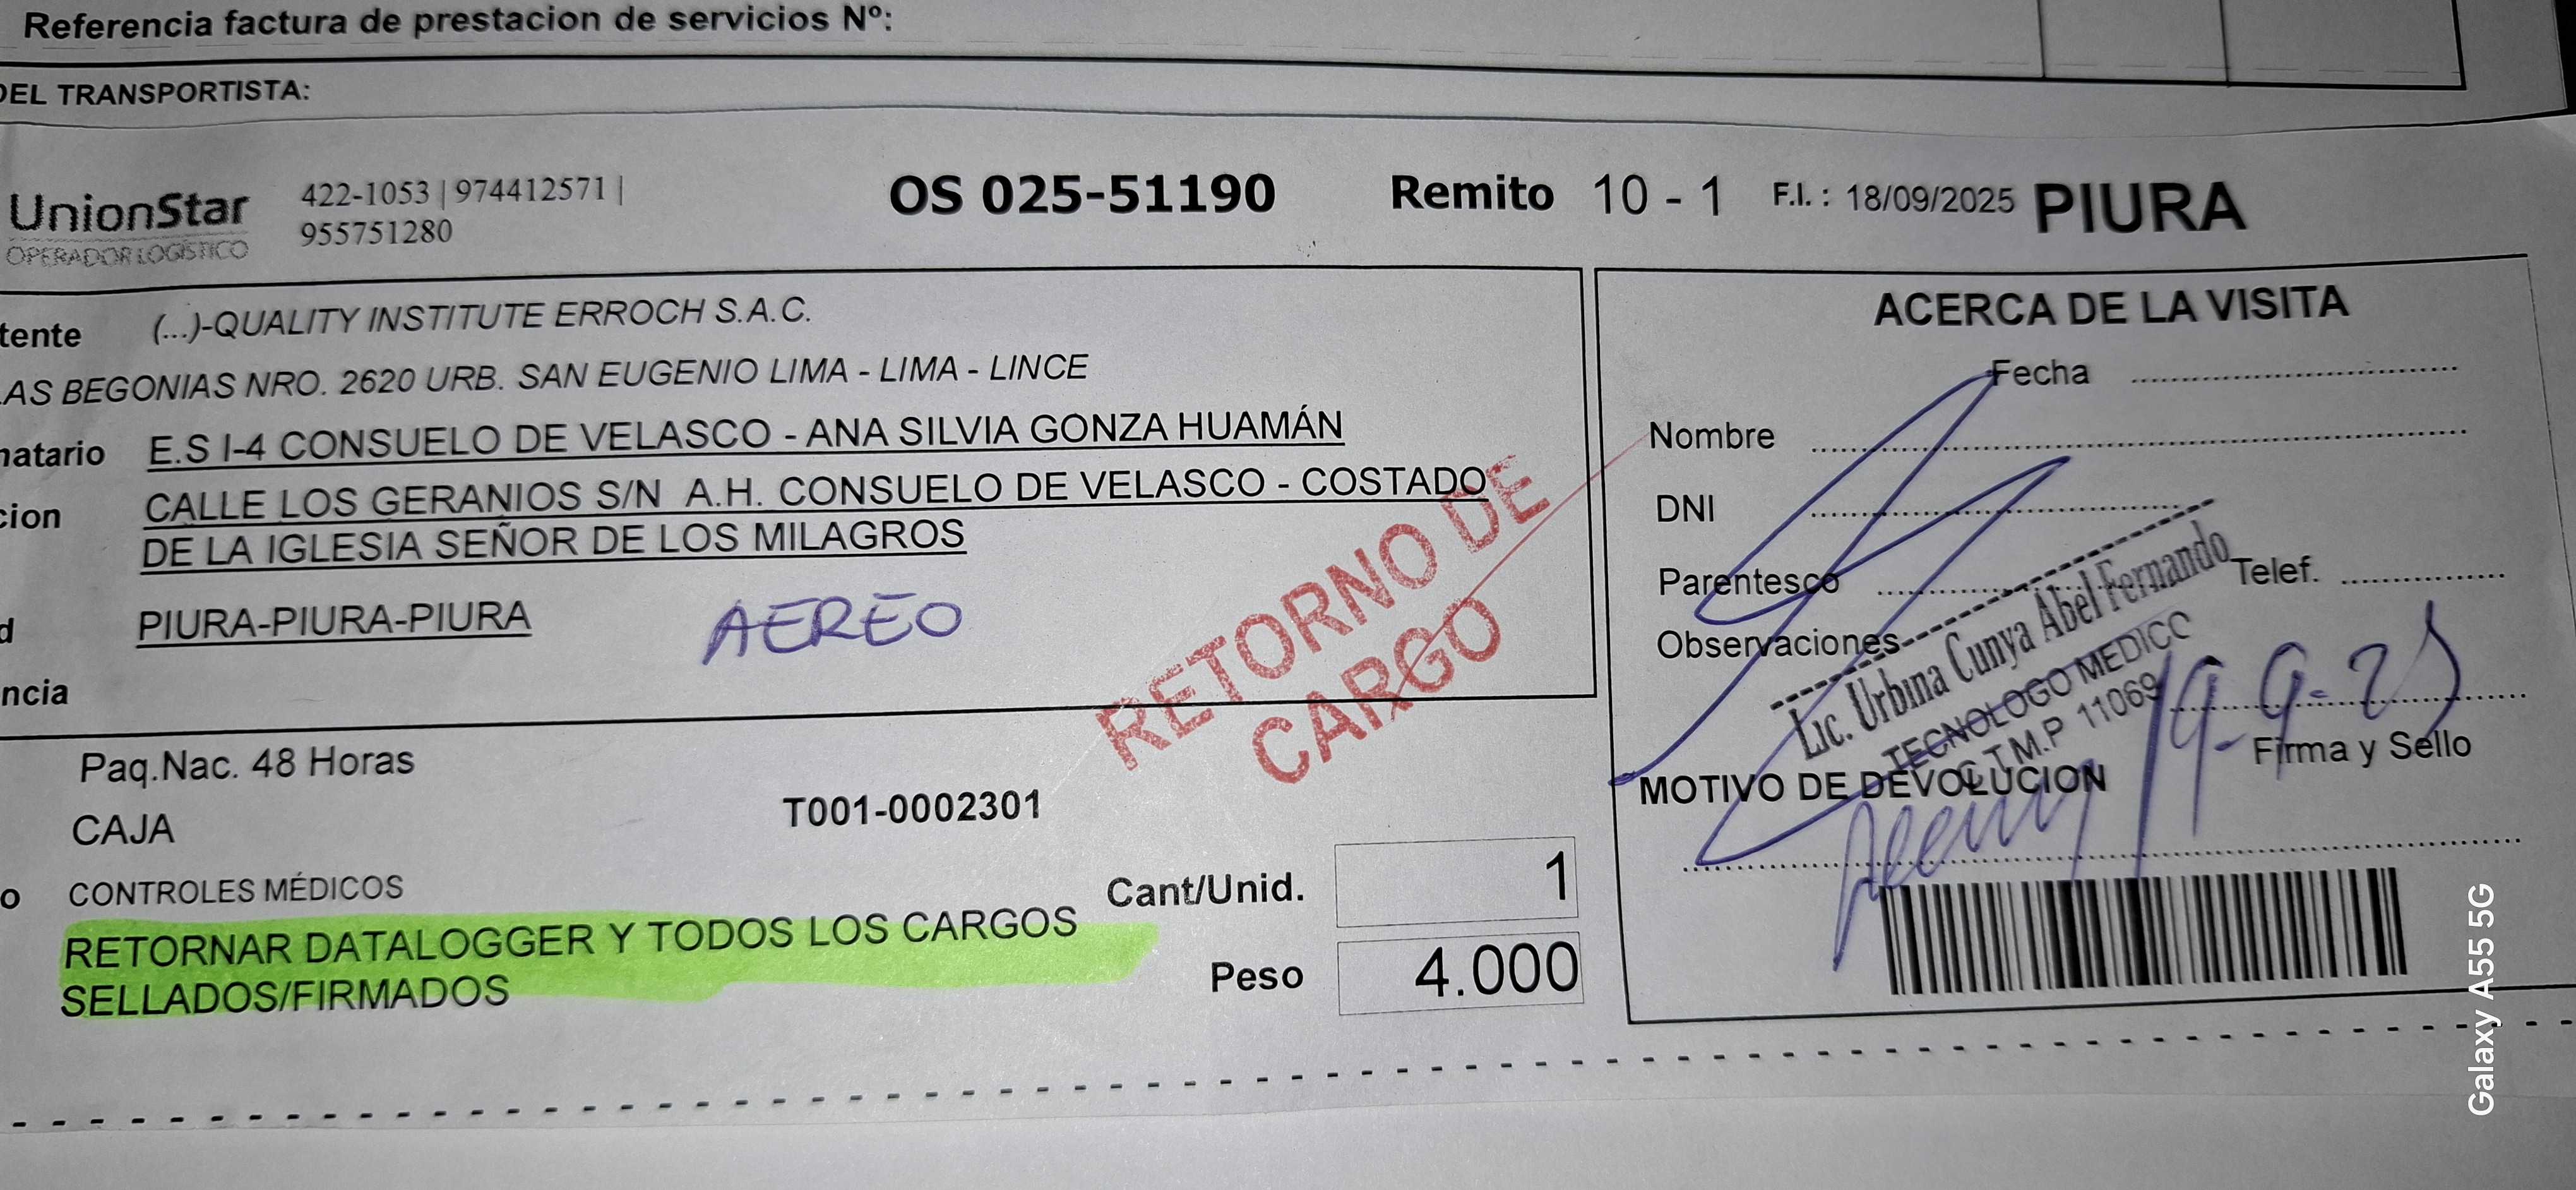 Referencia factura de prestacion de servicios Nº:
DEL TRANSPORTISTA:
UnionStar
OPERADOR LOGÍSTICO
422-1053 | 974412571 |
955751280
OS 025-51190
Remito 10 - 1
F.I. : 18/09/2025
PIURA
tente (...)-QUALITY INSTITUTE ERROCH S.A.C.
LAS BEGONIAS NRO. 2620 URB. SAN EUGENIO LIMA - LIMA - LINCE
natario E.S I-4 CONSUELO DE VELASCO - ANA SILVIA GONZA HUAMÁN
cion CALLE LOS GERANIOS S/N A.H. CONSUELO DE VELASCO - COSTADO
DE LA IGLESIA SEÑOR DE LOS MILAGROS
d PIURA-PIURA-PIURA
AEREO
ncia
RETORNO DE
CARGO
Paq.Nac. 48 Horas
CAJA
T001-0002301
o CONTROLES MÉDICOS
RETORNAR DATALOGGER Y TODOS LOS CARGOS
SELLADOS/FIRMADOS
Cant/Unid. 1
Peso 4.000
ACERCA DE LA VISITA
Fecha
Nombre
DNI
Parentesco
Telef.
Observaciones
Lic. Urbina Cunya Abel Fernando
TECNOLOGO MEDICO
C.T.M.P 11069
19-9-25
Firma y Sello
MOTIVO DE DEVOLUCION
Galaxy A55 5G